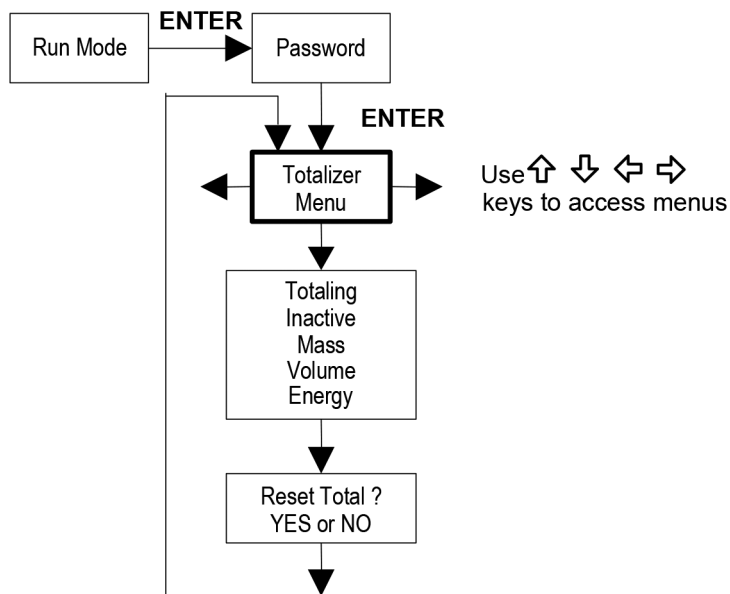 ENTER
Run Mode
Password
ENTER
Totalizer
Menu
Use
keys to access menus
Totaling
Inactive
Mass
Volume
Energy
Reset Total ?
YES or NO